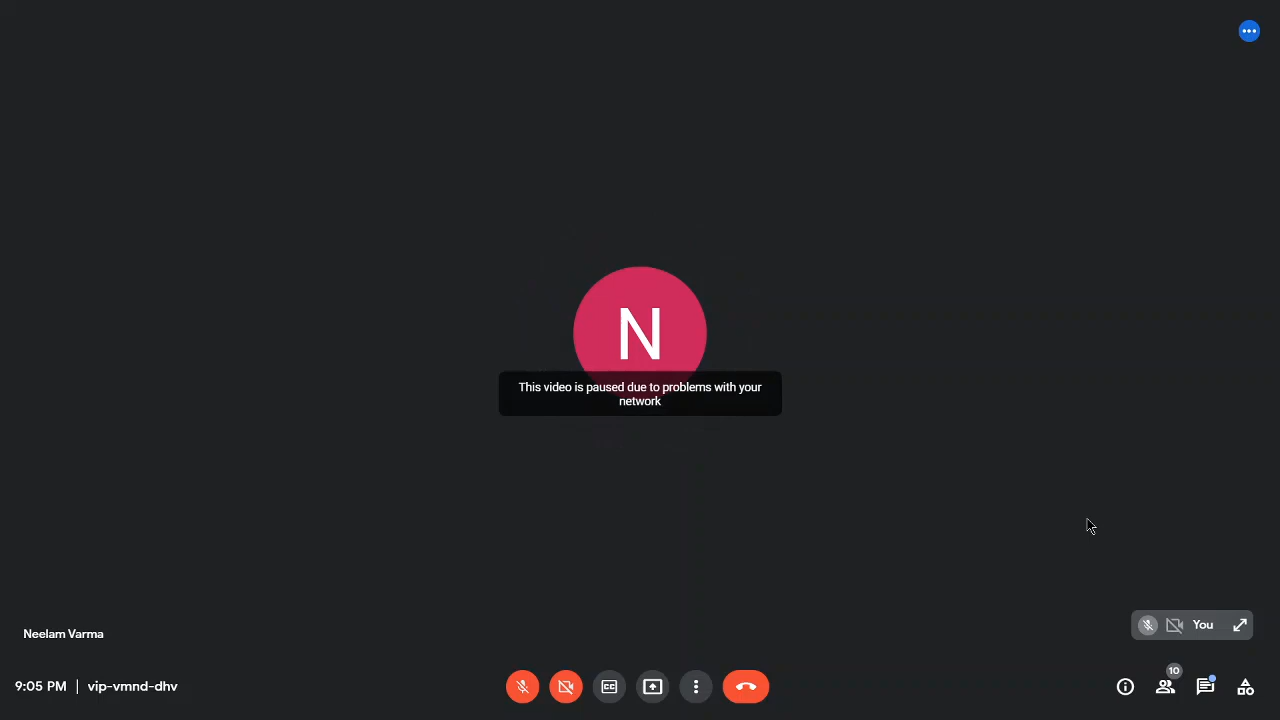 N
This video is paused due to problems with your
network
Neelam Varma
You
9:05 PM | vip-vmnd-dhv
CC
10